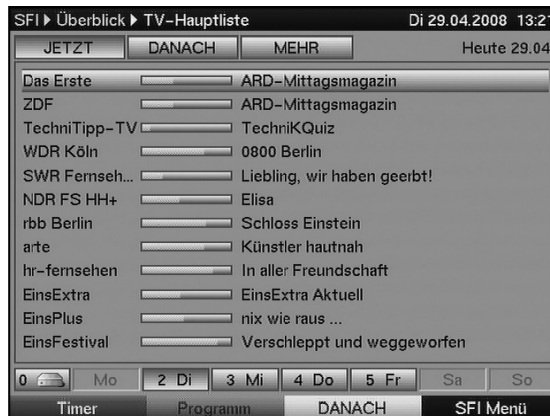 SFI Überblick TV-Hauptliste Di 29.04.2008 13:27
JETZT DANACH MEHR Heute 29.04
Das Erste ARD-Mittagsmagazin
ZDF ARD-Mittagsmagazin
TechniTipp-TV TechniKQuiz
WDR Köln 0800 Berlin
SWR Fernseh... Liebling, wir haben geerbt!
NDR FS HH+ Elisa
rbb Berlin Schloss Einstein
arte Künstler hautnah
hr-fernsehen In aller Freundschaft
EinsExtra EinsExtra Aktuell
EinsPlus nix wie raus ...
EinsFestival Verschleppt und weggeworfen
0 Mo 2 Di 3 Mi 4 Do 5 Fr Sa So
Timer Programm DANACH SFI Menü